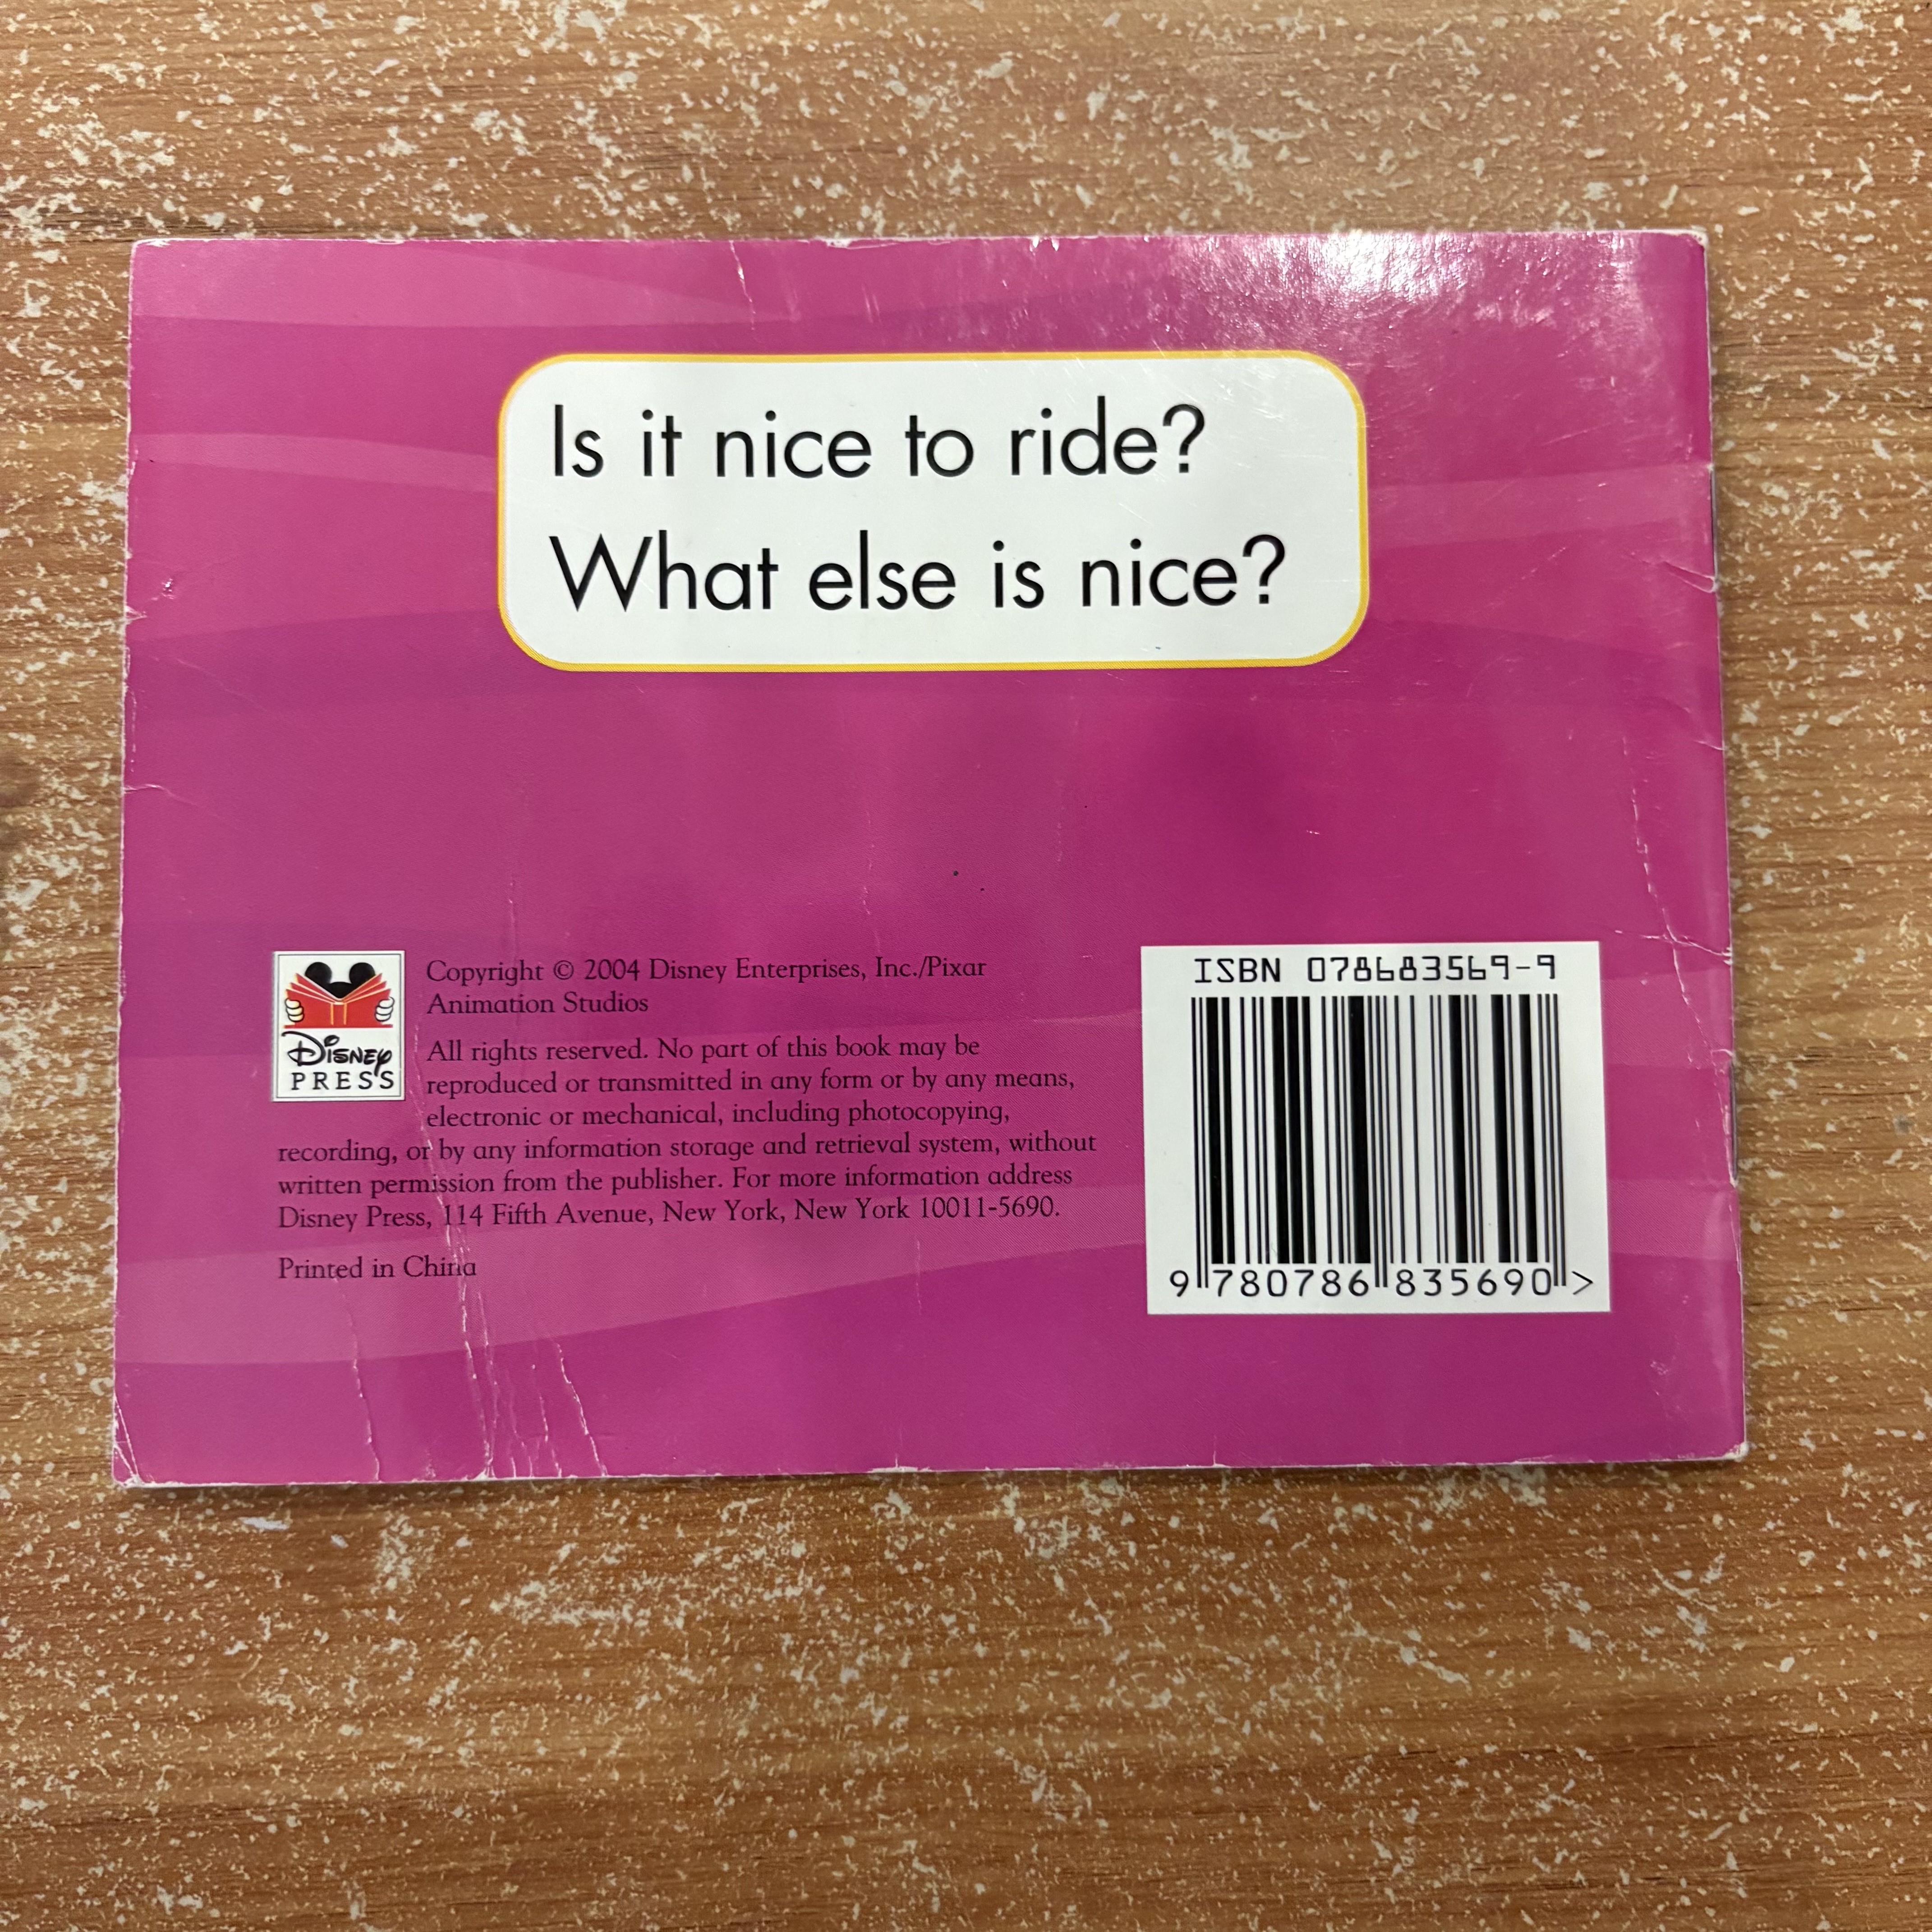 Is it nice to ride?
What else is nice?
Disney
PRESS
Copyright © 2004 Disney Enterprises, Inc./Pixar
Animation Studios
All rights reserved. No part of this book may be
reproduced or transmitted in any form or by any means,
electronic or mechanical, including photocopying,
recording, or by any information storage and retrieval system, without
written permission from the publisher. For more information address
Disney Press, 114 Fifth Avenue, New York, New York 10011-5690.
Printed in China
ISBN 078683569-9
9 780786 835690 >